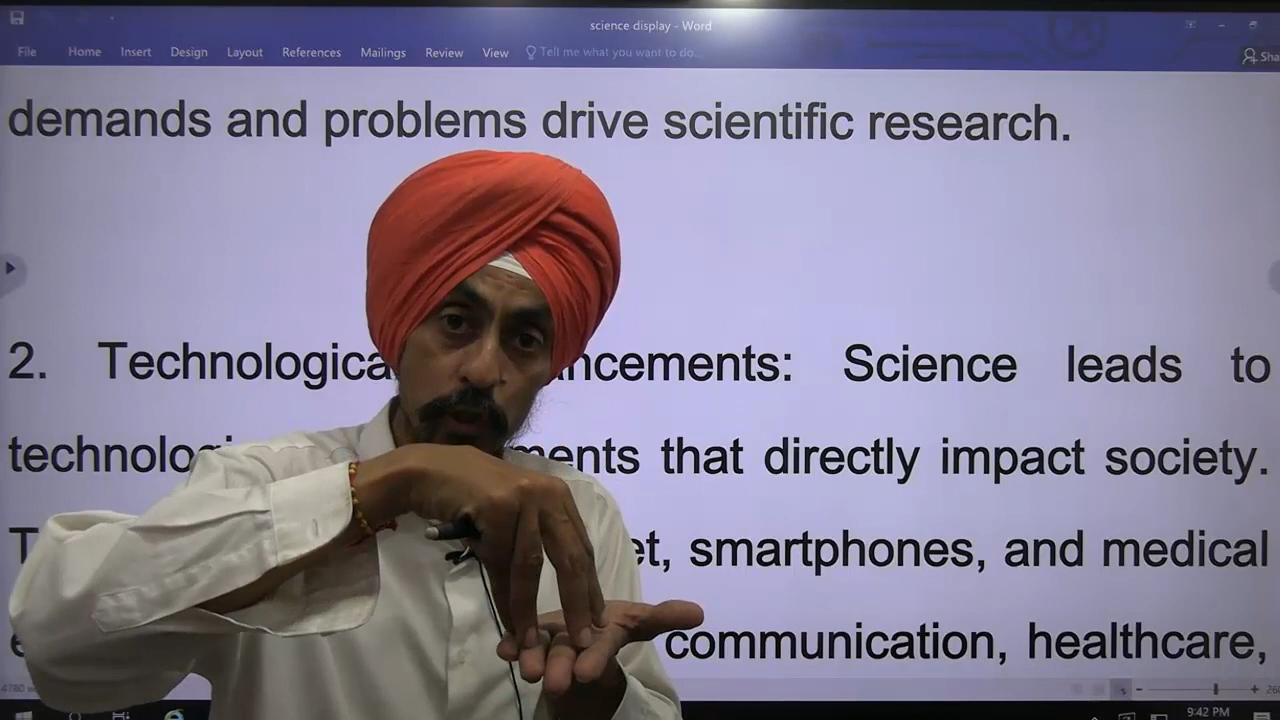 science display - Word
File Home Insert Design Layout References Mailings Review View Tell me what you want to do...
demands and problems drive scientific research.
2. Technological ncements: Science leads to
technolog ments that directly impact society.
smartphones, and medical
communication, healthcare,
9:42 PM